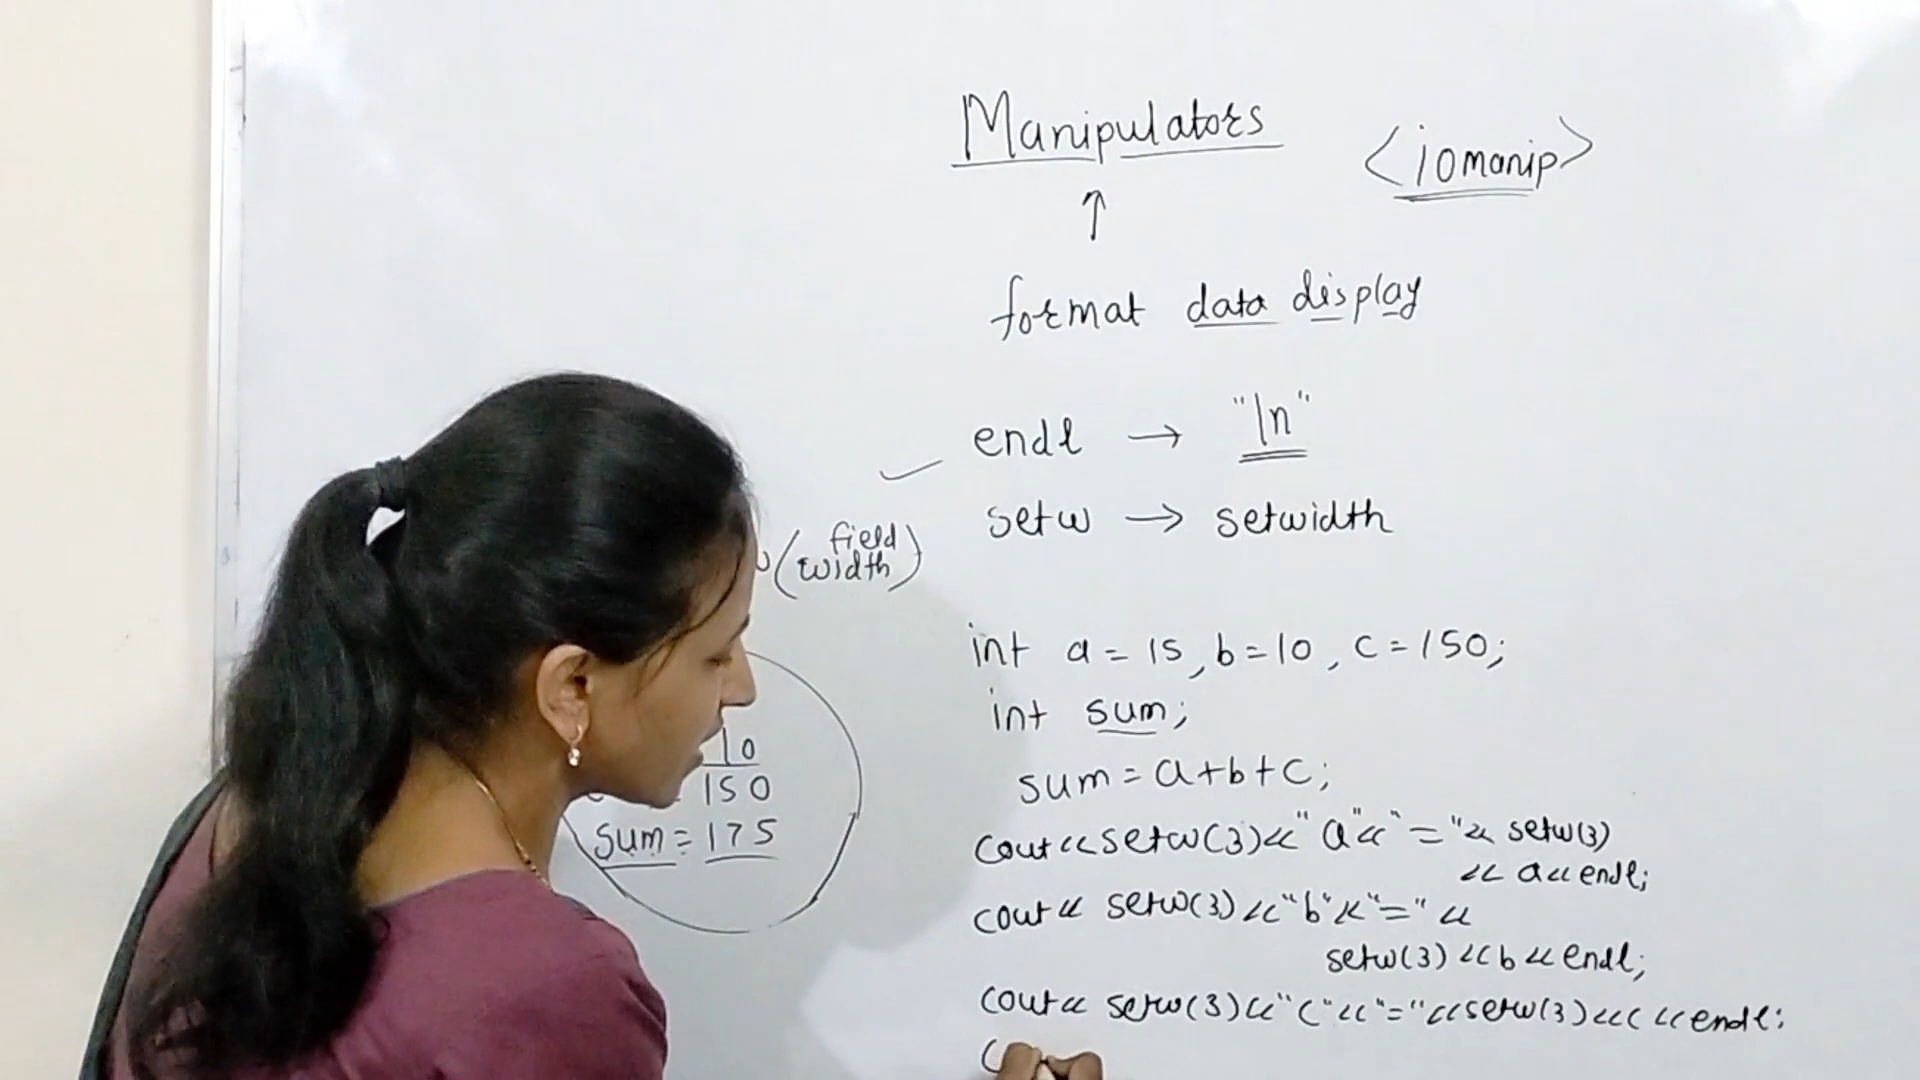 Manipulators
<iomanip>
↑
format data display
endl → "\n"
setw → setwidth
(field width)
int a = 15, b = 10, c = 150;
int sum;
sum = a+b+c;
cout<<setw(3)<<"a"<<"="<< setw(3)
<< a<<endl;
cout<< setw(3)<<"b"<<"="<<
setw(3)<<b<<endl;
cout<< setw(3)<<"c"<<"="<<setw(3)<<c<<endl:
10
= 150
sum = 175